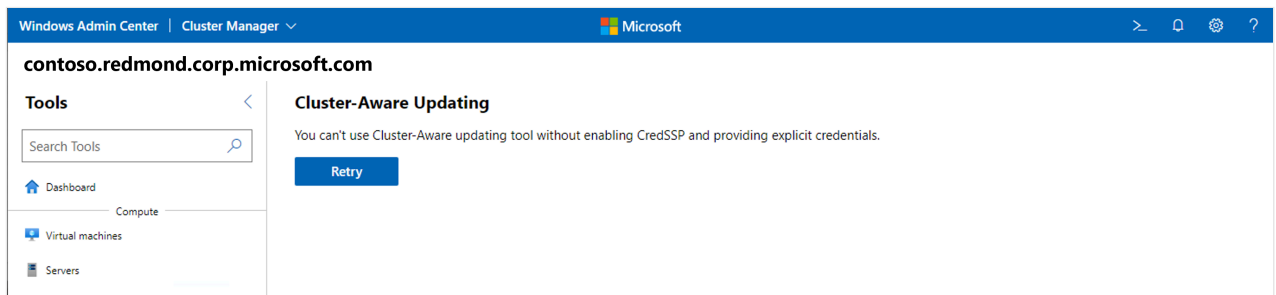 Windows Admin Center | Cluster Manager
Microsoft
contoso.redmond.corp.microsoft.com
Tools
Search Tools
Dashboard
Compute
Virtual machines
Servers
Cluster-Aware Updating
You can't use Cluster-Aware updating tool without enabling CredSSP and providing explicit credentials.
Retry